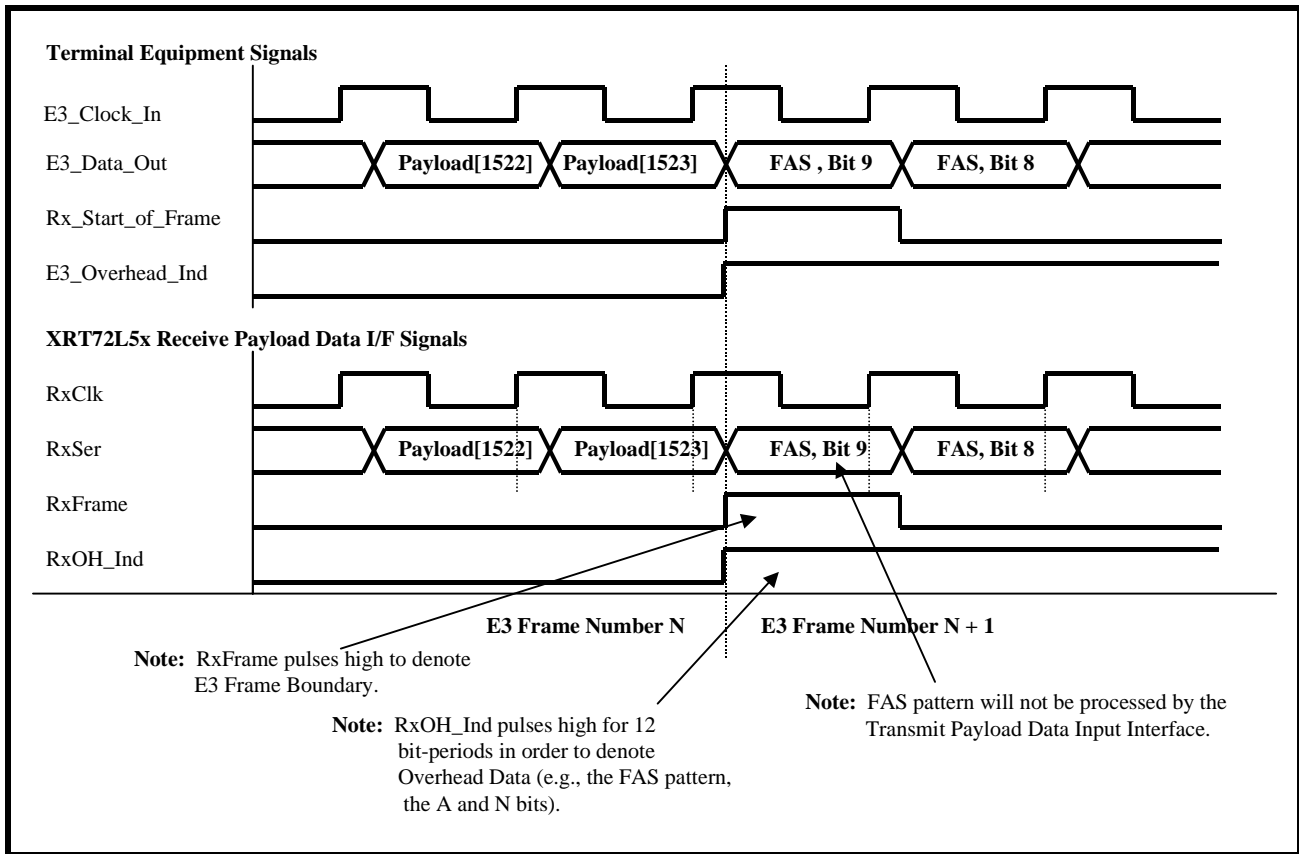 Terminal Equipment Signals
E3_Clock_In
E3_Data_Out
Payload[1522] Payload[1523] FAS , Bit 9 FAS, Bit 8
Rx_Start_of_Frame
E3_Overhead_Ind
XRT72L5x Receive Payload Data I/F Signals
RxClk
RxSer
Payload[1522] Payload[1523] FAS, Bit 9 FAS, Bit 8
RxFrame
RxOH_Ind
E3 Frame Number N E3 Frame Number N + 1
Note: RxFrame pulses high to denote
E3 Frame Boundary.
Note: RxOH_Ind pulses high for 12
bit-periods in order to denote
Overhead Data (e.g., the FAS pattern,
the A and N bits).
Note: FAS pattern will not be processed by the
Transmit Payload Data Input Interface.